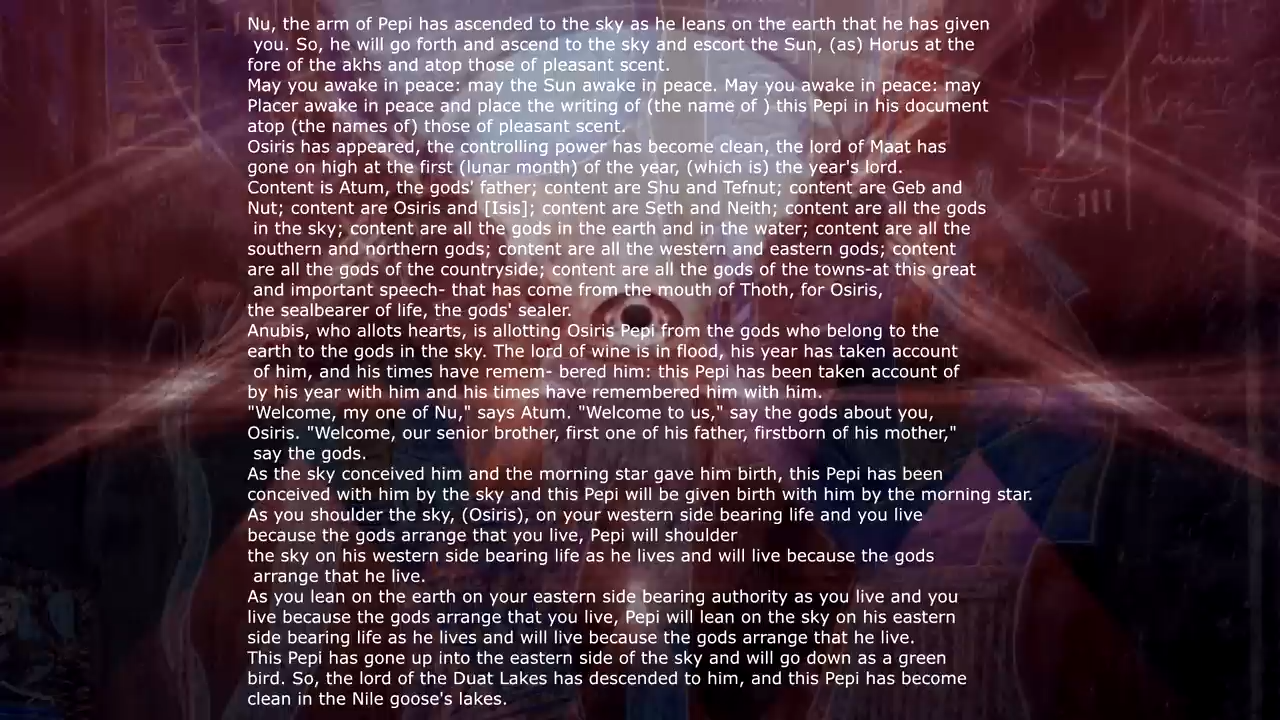 Nu, the arm of Pepi has ascended to the sky as he leans on the earth that he has given
you. So, he will go forth and ascend to the sky and escort the Sun, (as) Horus at the
fore of the akhs and atop those of pleasant scent.
May you awake in peace: may the Sun awake in peace. May you awake in peace: may
Placer awake in peace and place the writing of (the name of ) this Pepi in his document
atop (the names of) those of pleasant scent.
Osiris has appeared, the controlling power has become clean, the lord of Maat has
gone on high at the first (lunar month) of the year, (which is) the year's lord.
Content is Atum, the gods' father; content are Shu and Tefnut; content are Geb and
Nut; content are Osiris and [Isis]; content are Seth and Neith; content are all the gods
in the sky; content are all the gods in the earth and in the water; content are all the
southern and northern gods; content are all the western and eastern gods; content
are all the gods of the countryside; content are all the gods of the towns-at this great
and important speech- that has come from the mouth of Thoth, for Osiris,
the sealbearer of life, the gods' sealer.
Anubis, who allots hearts, is allotting Osiris Pepi from the gods who belong to the
earth to the gods in the sky. The lord of wine is in flood, his year has taken account
of him, and his times have remem- bered him: this Pepi has been taken account of
by his year with him and his times have remembered him with him.
"Welcome, my one of Nu," says Atum. "Welcome to us," say the gods about you,
Osiris. "Welcome, our senior brother, first one of his father, firstborn of his mother,"
say the gods.
As the sky conceived him and the morning star gave him birth, this Pepi has been
conceived with him by the sky and this Pepi will be given birth with him by the morning star.
As you shoulder the sky, (Osiris), on your western side bearing life and you live
because the gods arrange that you live, Pepi will shoulder
the sky on his western side bearing life as he lives and will live because the gods
arrange that he live.
As you lean on the earth on your eastern side bearing authority as you live and you
live because the gods arrange that you live, Pepi will lean on the sky on his eastern
side bearing life as he lives and will live because the gods arrange that he live.
This Pepi has gone up into the eastern side of the sky and will go down as a green
bird. So, the lord of the Duat Lakes has descended to him, and this Pepi has become
clean in the Nile goose's lakes.